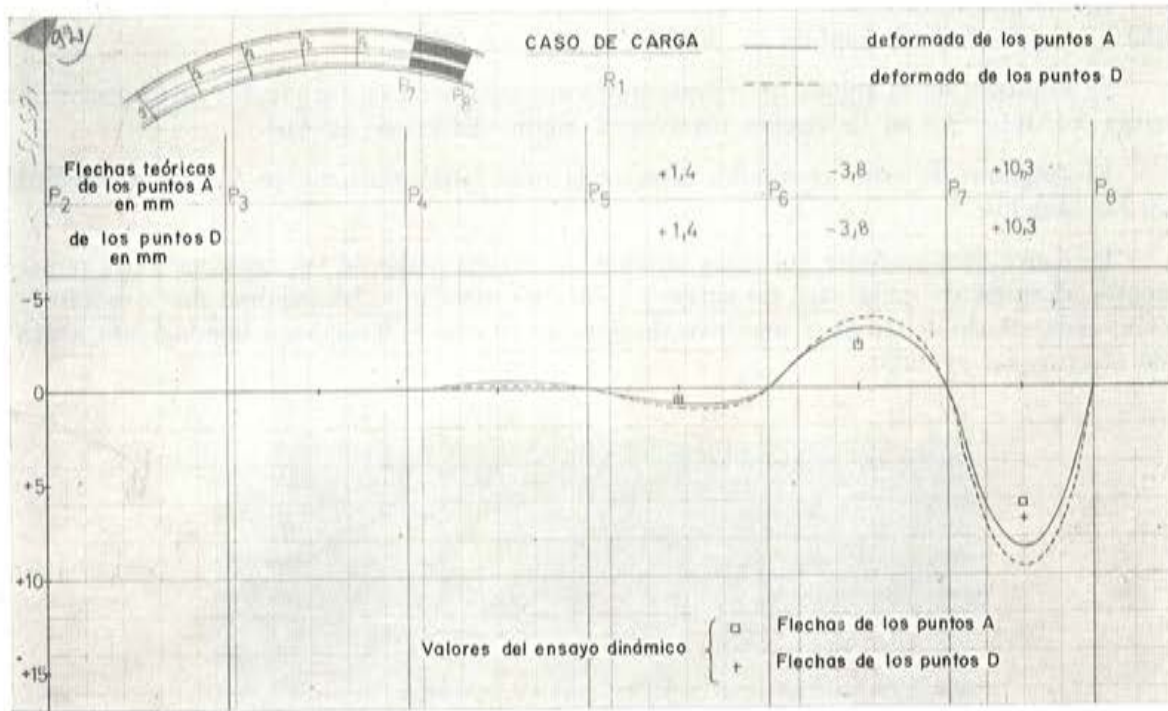 CASO DE CARGA
R1
deformada de los puntos A
deformada de los puntos D
P7
P8
Flechas teóricas
de los puntos A
en mm
+1,4 -3,8 +10,3
P2 P3 P4 P5 P6 P7 P8
de los puntos D
en mm
+1,4 -3,8 +10,3
-5
0
+5
+10
+15
Valores del ensayo dinámico
Flechas de los puntos A
Flechas de los puntos D